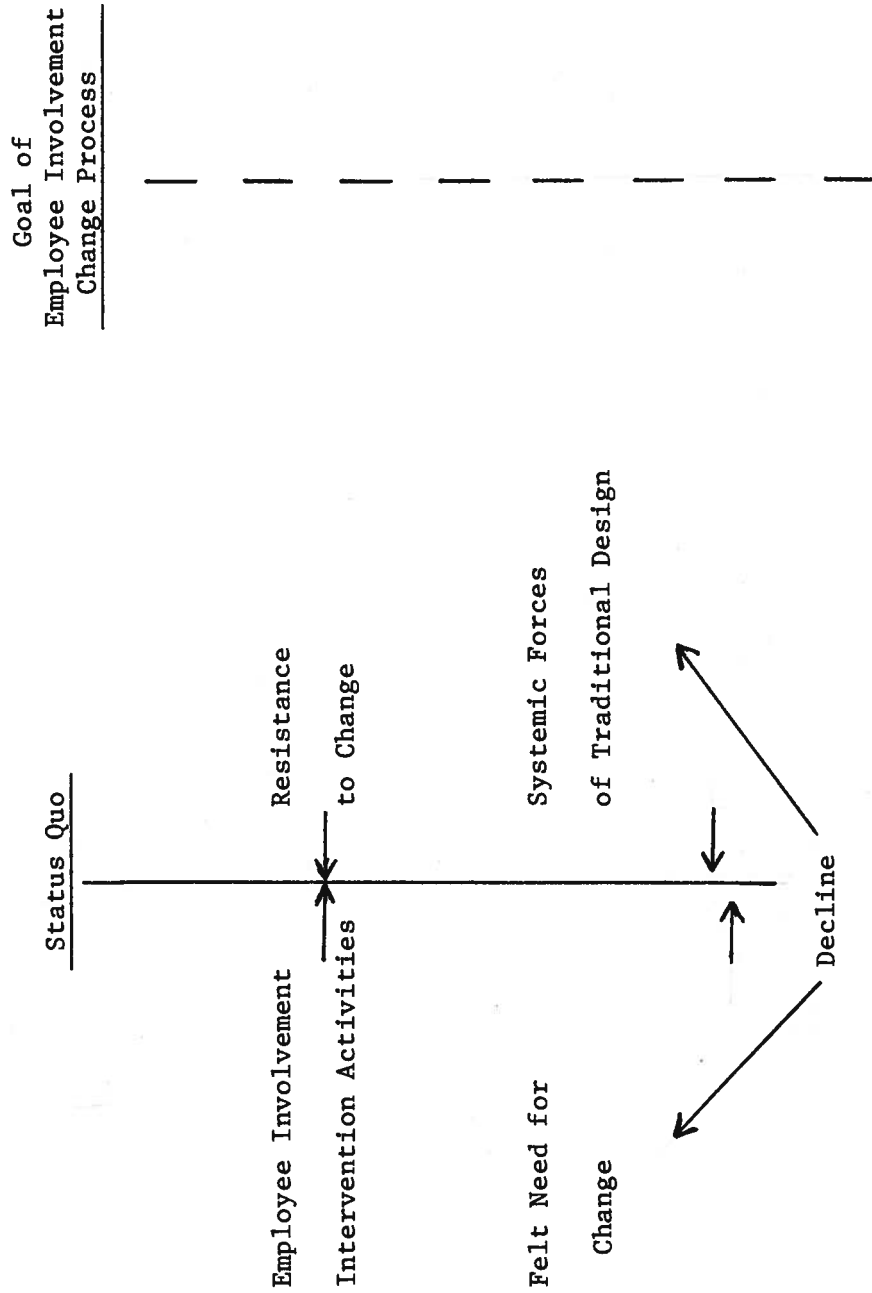 Status Quo
Goal of
Employee Involvement
Change Process
Employee Involvement
Intervention Activities
Resistance
to Change
Felt Need for
Change
Systemic Forces
of Traditional Design
Decline